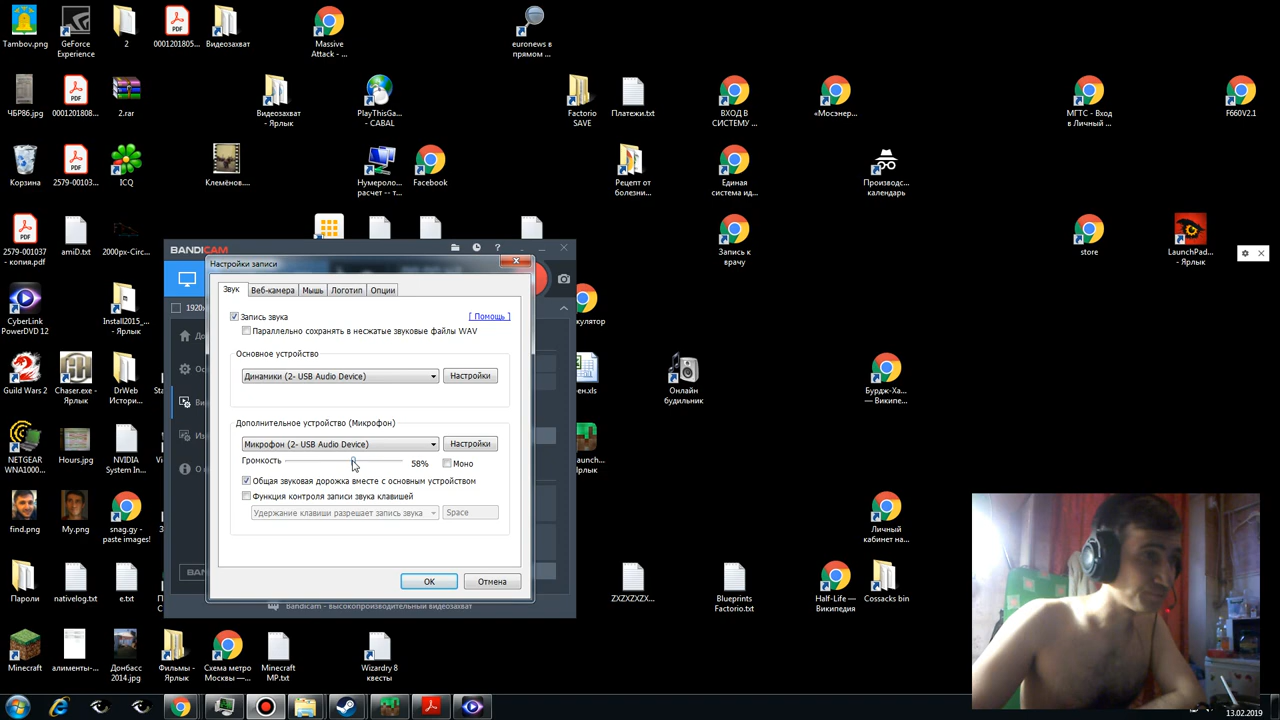 Tambov.png
GeForce
Experience
2
0001201805...
Видеозахват
Massive
Attack - ...
euronews в
прямом ...
ЧБР86.jpg
0001201808...
2.rar
Видеозахват
- Ярлык
PlayThisGa...
- CABAL
Factorio
SAVE
Платежи.txt
ВХОД В
СИСТЕМУ ...
«Мосэнер...
МГТС - Вход
в Личный ...
F660V2.1
Корзина
2579-00103...
ICQ
Клемёнов....
Нумероло...
расчет -- т...
Facebook
Рецепт от
болезни...
Единая
система ид...
Производс...
календарь
2579-001037
- копия.pdf
amiD.txt
2000px-Circ...
Запись к
врачу
store
LaunchPad...
- Ярлык
BANDICAM
Настройки записи
Звук
Веб-камера
Мышь
Логотип
Опции
Запись звука
[ Помощь ]
Параллельно сохранять в несжатые звуковые файлы WAV
Основное устройство
Динамики (2- USB Audio Device)
Настройки
Дополнительное устройство (Микрофон)
Микрофон (2- USB Audio Device)
Настройки
Громкость
58%
Моно
Общая звуковая дорожка вместе с основным устройством
Функция контроля записи звука клавишей
Удержание клавиши разрешает запись звука
Space
OK
Отмена
Bandicam - высокопроизводительный видеозахват
CyberLink
PowerDVD 12
Install2015_...
- Ярлык
Guild Wars 2
Chaser.exe -
Ярлык
DrWeb
Истори...
Онлайн
будильник
Бурдж-Ха...
— Википе...
NETGEAR
WNA1000...
Hours.jpg
NVIDIA
System In...
find.png
My.png
snag.gy -
paste images!
Личный
кабинет на...
Пароли
nativelog.txt
e.txt
ZXZXZXZX...
Blueprints
Factorio.txt
Half-Life —
Википедия
Cossacks bin
Minecraft
алименты-...
Донбасс
2014.jpg
Фильмы -
Ярлык
Схема метро
Москвы —...
Minecraft
MP.txt
Wizardry 8
квесты
13.02.2019